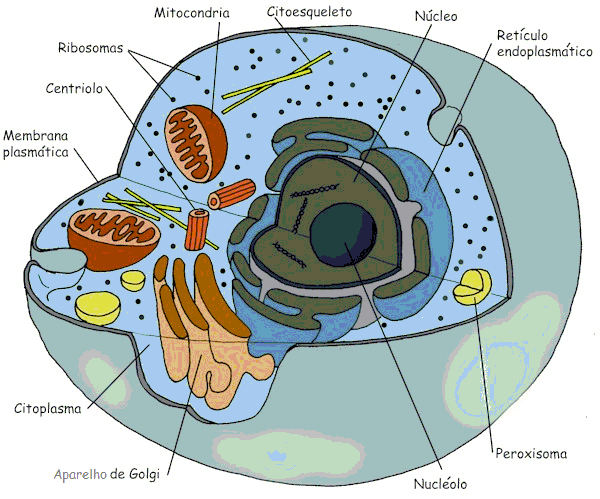 Mitocondria
Citoesqueleto
Núcleo
Retículo
endoplasmático
Ribosomas
Centriolo
Membrana
plasmática
Citoplasma
Aparelho de Golgi
Nucléolo
Peroxisoma